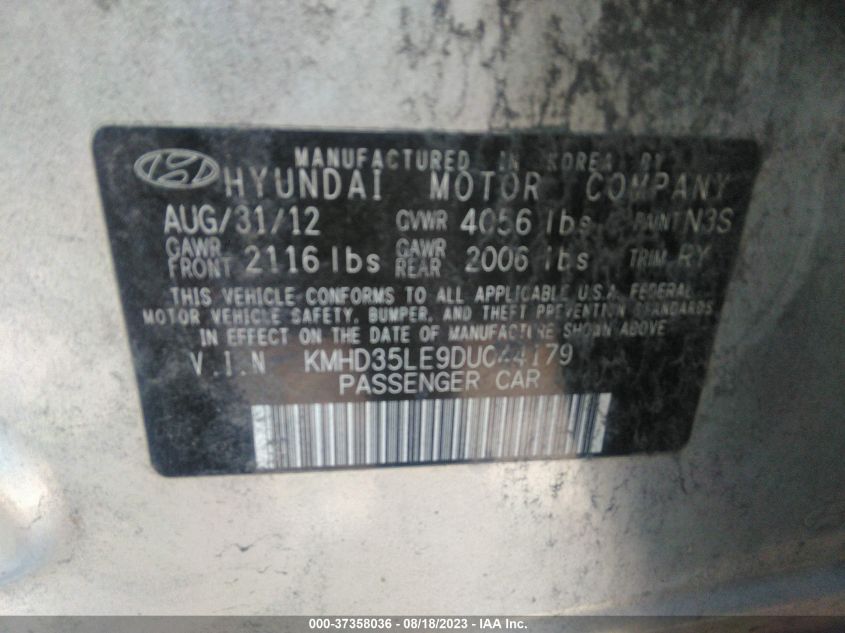 MANUFACTURED IN KOREA BY
HYUNDAI MOTOR COMPANY
AUG/31/12 GVWR 4056 lbs PAINT N3S
GAWR FRONT 2116 lbs GAWR REAR 2006 lbs TRIM RY
THIS VEHICLE CONFORMS TO ALL APPLICABLE U.S.A. FEDERAL
MOTOR VEHICLE SAFETY, BUMPER, AND THEFT PREVENTION STANDARDS
IN EFFECT ON THE DATE OF MANUFACTURE SHOWN ABOVE
V.I.N KMHD35LE9DU044179
PASSENGER CAR
000-37358036 - 08/18/2023 - IAA Inc.